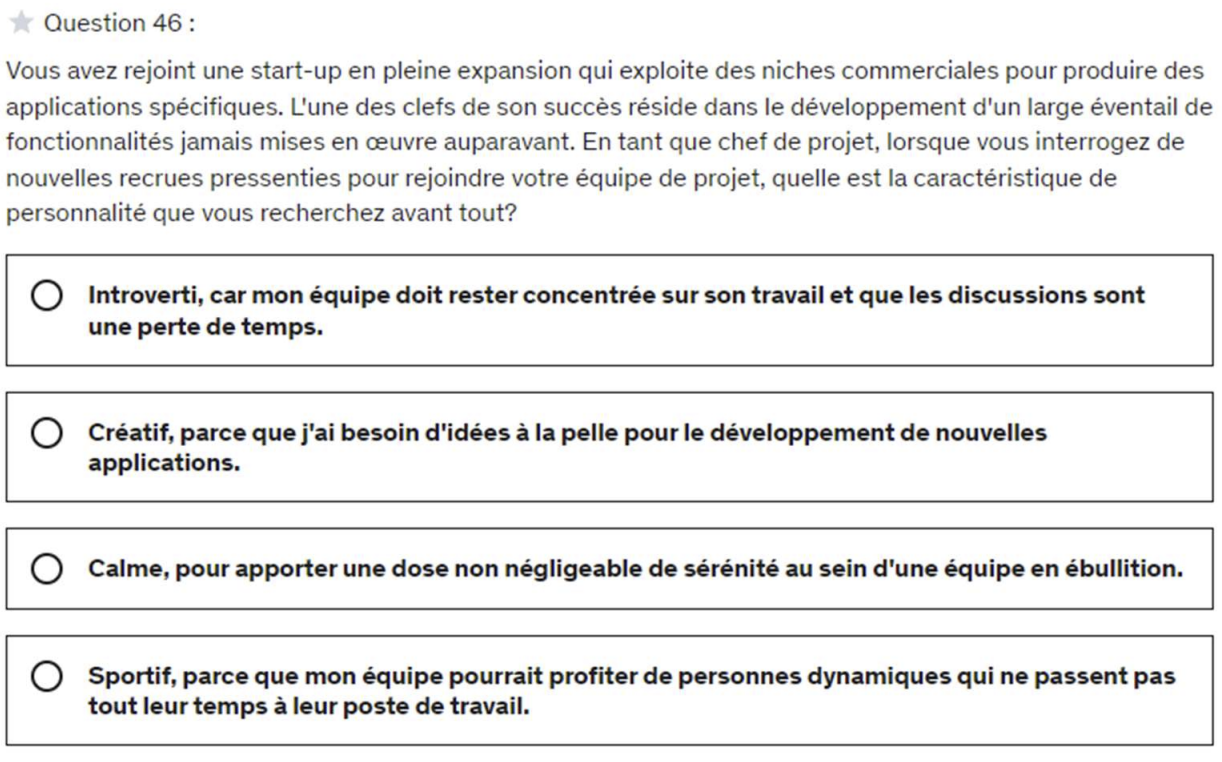 Question 46 :
Vous avez rejoint une start-up en pleine expansion qui exploite des niches commerciales pour produire des
applications spécifiques. L'une des clefs de son succès réside dans le développement d'un large éventail de
fonctionnalités jamais mises en œuvre auparavant. En tant que chef de projet, lorsque vous interrogez de
nouvelles recrues pressenties pour rejoindre votre équipe de projet, quelle est la caractéristique de
personnalité que vous recherchez avant tout?
Introverti, car mon équipe doit rester concentrée sur son travail et que les discussions sont
une perte de temps.
Créatif, parce que j'ai besoin d'idées à la pelle pour le développement de nouvelles
applications.
Calme, pour apporter une dose non négligeable de sérénité au sein d'une équipe en ébullition.
Sportif, parce que mon équipe pourrait profiter de personnes dynamiques qui ne passent pas
tout leur temps à leur poste de travail.